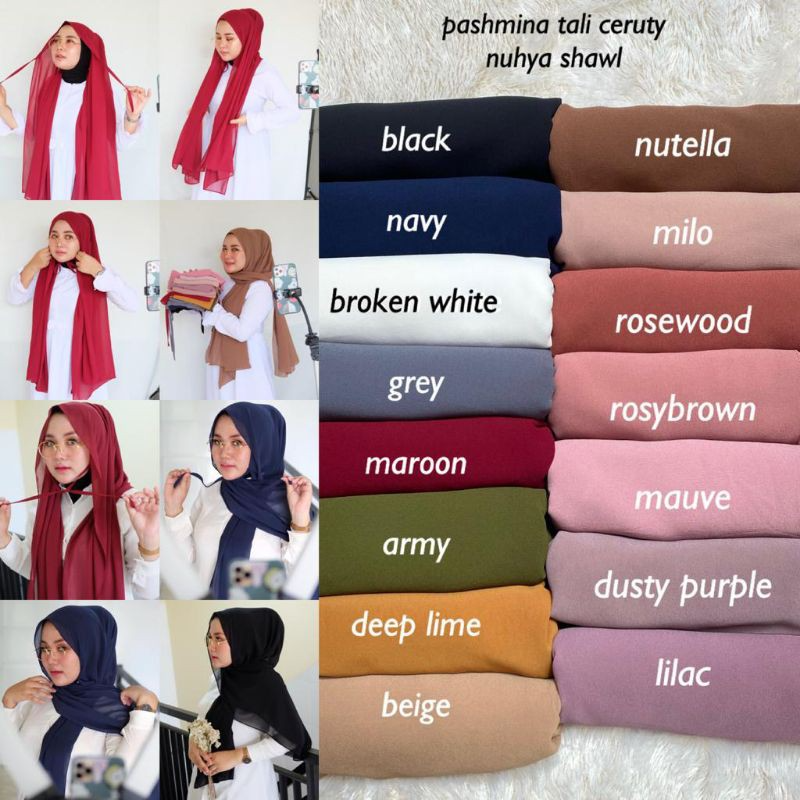 pashmina tali ceruty
nuhya shawl
black
navy
broken white
grey
maroon
army
deep lime
beige
nutella
milo
rosewood
rosybrown
mauve
dusty purple
lilac